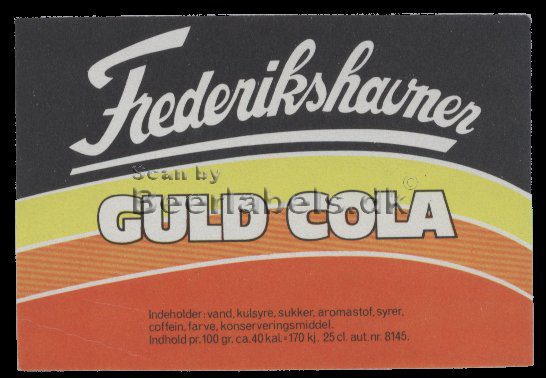 Frederikshavner
Scan by
Beerlabels.dk ©
GULD COLA
Indeholder: vand, kulsyre, sukker, aromastof, syrer,
coffein, farve, konserveringsmiddel.
Indhold pr. 100 gr. ca. 40 kal. = 170 kj. 25 cl. aut. nr. 8145.